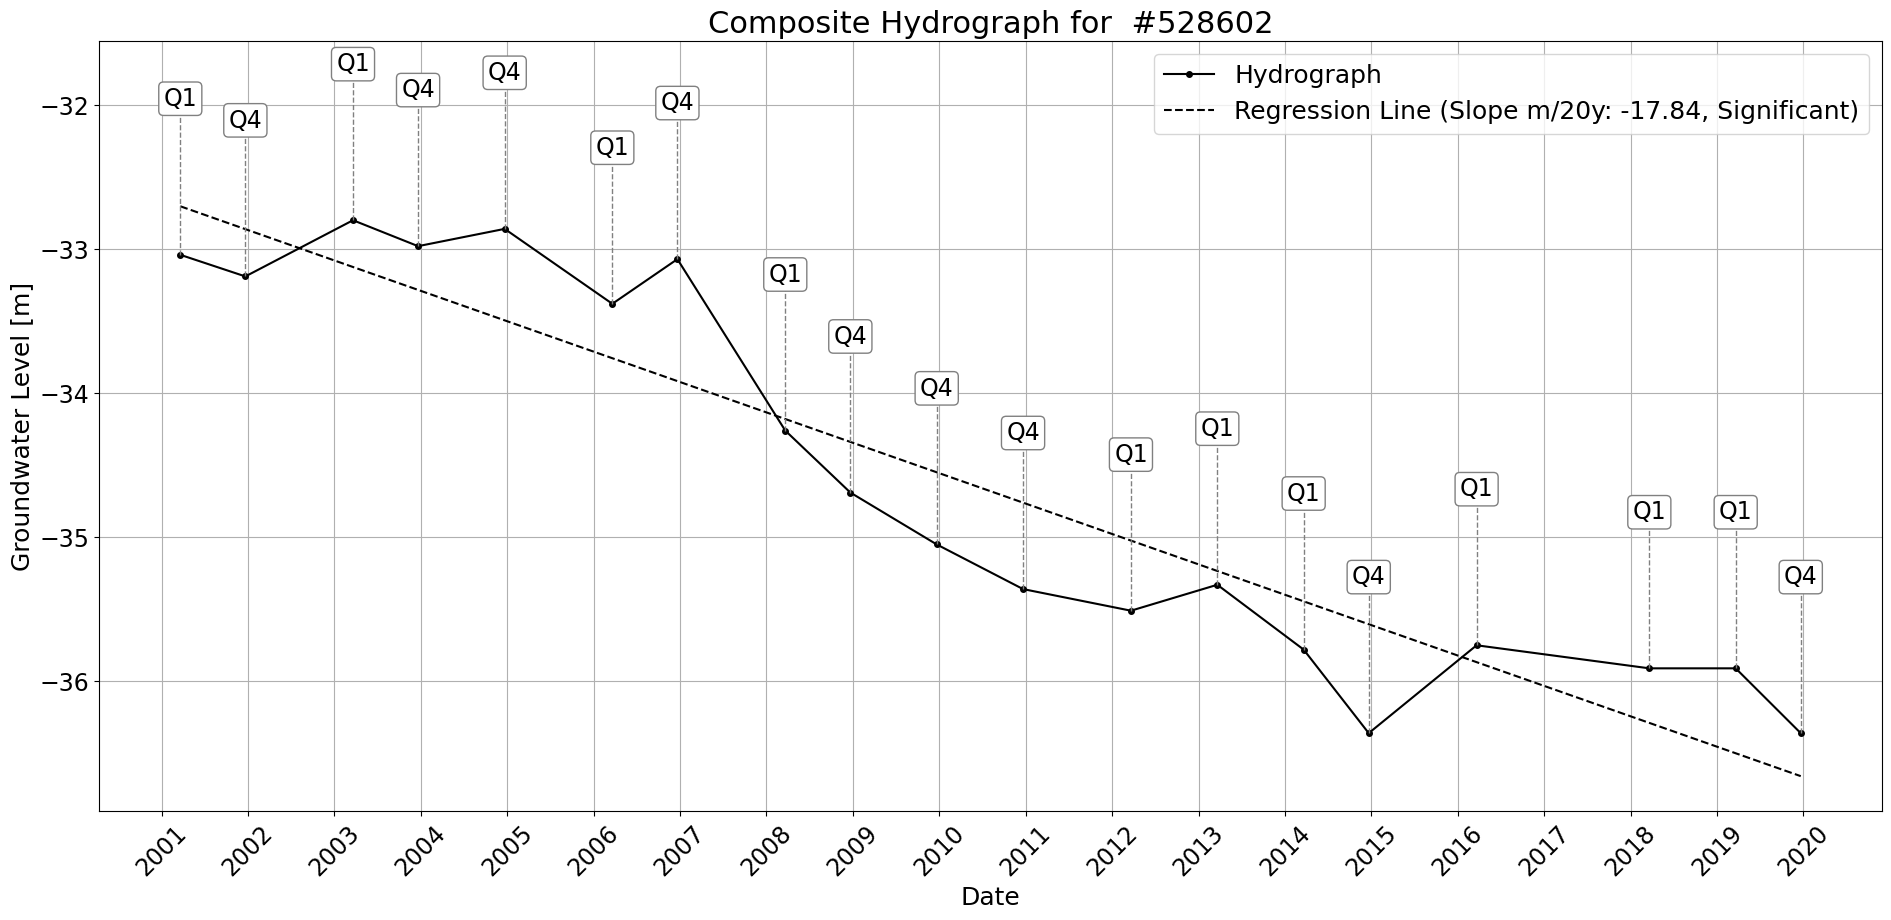 Composite Hydrograph for  #528602
Hydrograph
Regression Line (Slope m/20y: -17.84, Significant)
Groundwater Level [m]
−32
−33
−34
−35
−36
Q1
Q4
Q1
Q4
Q4
Q1
Q4
Q1
Q4
Q4
Q4
Q1
Q1
Q1
Q4
Q1
Q1
Q1
Q4
2001
2002
2003
2004
2005
2006
2007
2008
2009
2010
2011
2012
2013
2014
2015
2016
2017
2018
2019
2020
Date